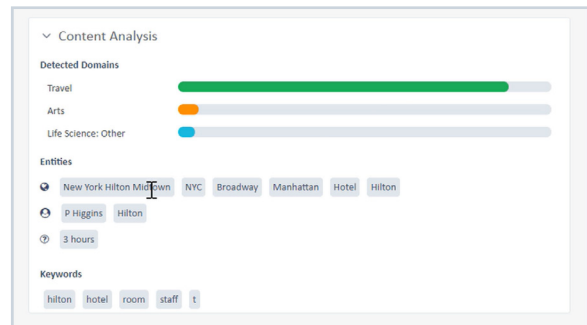 Content Analysis
Detected Domains
Travel
Arts
Life Science: Other
Entities
New York Hilton Midtown NYC Broadway Manhattan Hotel Hilton
P Higgins Hilton
3 hours
Keywords
hilton hotel room staff t